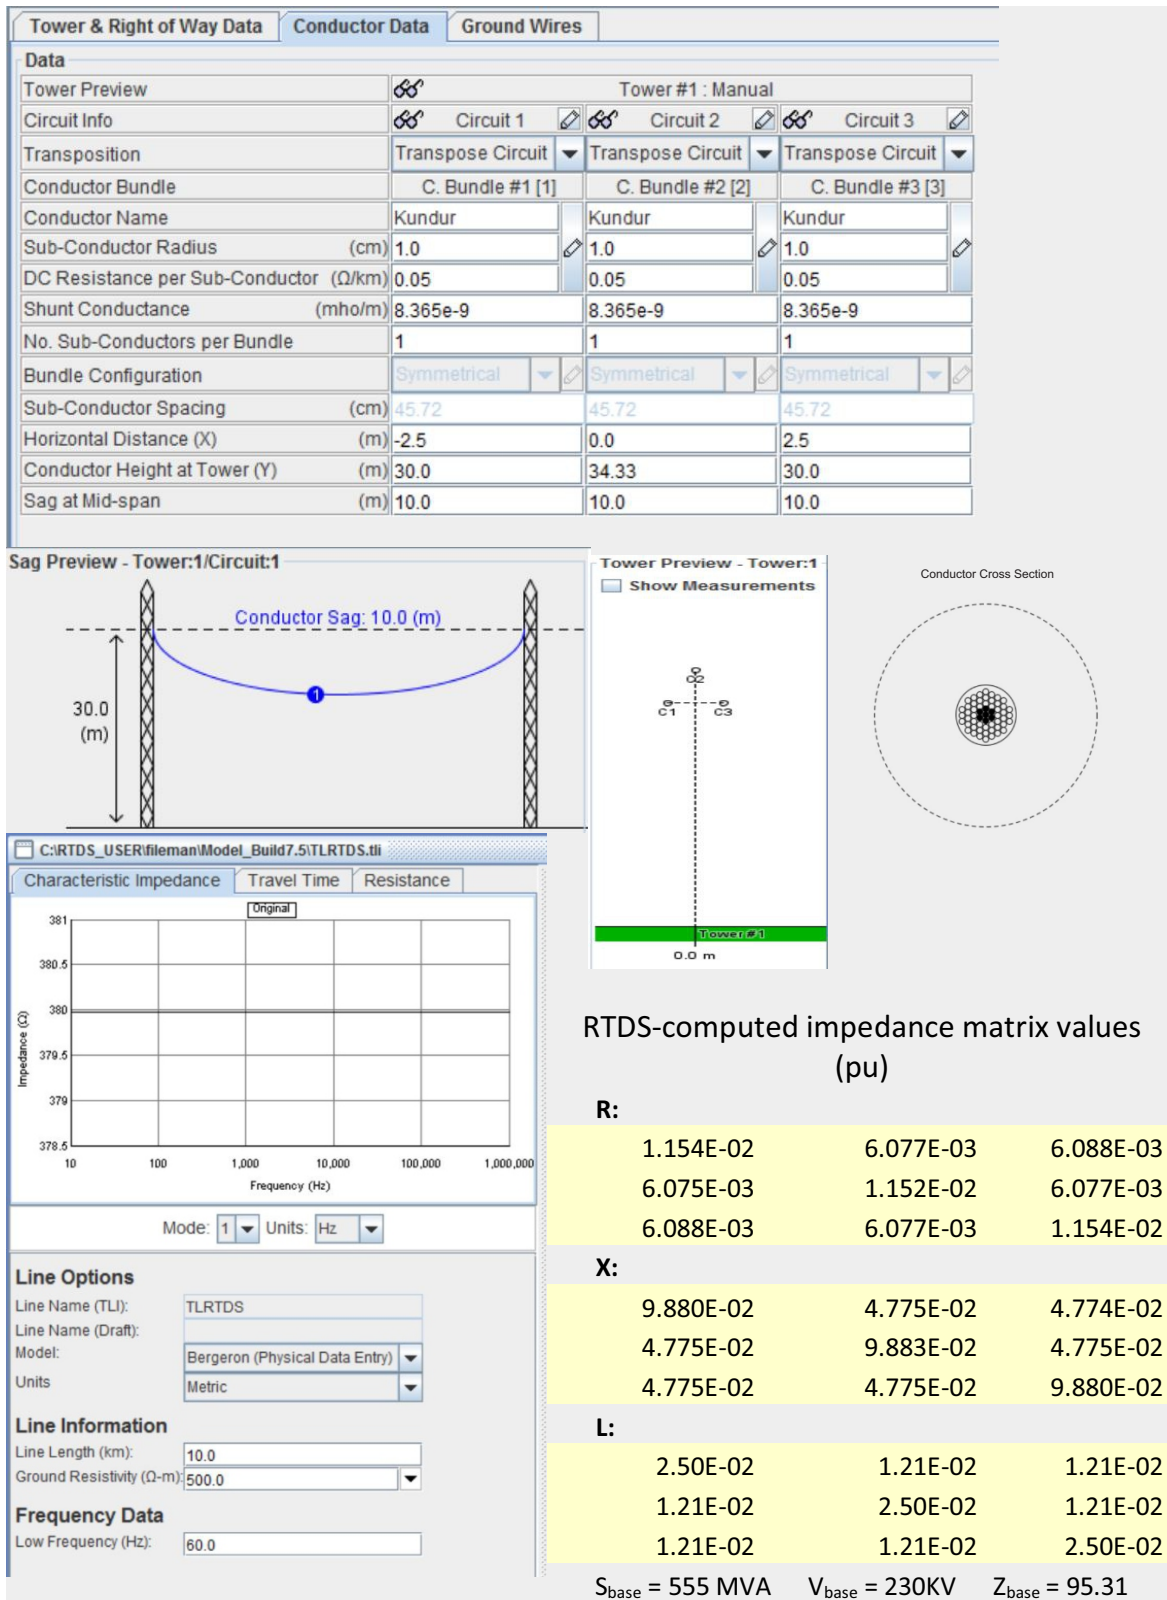 Tower & Right of Way Data Conductor Data Ground Wires
Data
Tower Preview Tower #1 : Manual
Circuit Info Circuit 1 Circuit 2 Circuit 3
Transposition Transpose Circuit Transpose Circuit Transpose Circuit
Conductor Bundle C. Bundle #1 [1] C. Bundle #2 [2] C. Bundle #3 [3]
Conductor Name Kundur Kundur Kundur
Sub-Conductor Radius (cm) 1.0 1.0 1.0
DC Resistance per Sub-Conductor (Ω/km) 0.05 0.05 0.05
Shunt Conductance (mho/m) 8.365e-9 8.365e-9 8.365e-9
No. Sub-Conductors per Bundle 1 1 1
Bundle Configuration Symmetrical Symmetrical Symmetrical
Sub-Conductor Spacing (cm) 45.72 45.72 45.72
Horizontal Distance (X) (m) -2.5 0.0 2.5
Conductor Height at Tower (Y) (m) 30.0 34.33 30.0
Sag at Mid-span (m) 10.0 10.0 10.0
Sag Preview - Tower:1/Circuit:1
Conductor Sag: 10.0 (m)
1
30.0
(m)
Tower Preview - Tower:1
Show Measurements
C2
C1 C3
Tower #1
0.0 m
Conductor Cross Section
C:\RTDS_USER\fileman\Model_Build7.5\TLRTDS.tli
Characteristic Impedance Travel Time Resistance
Original
381
380.5
380
379.5
379
378.5
Impedance (Ω)
10 100 1,000 10,000 100,000 1,000,000
Frequency (Hz)
Mode: 1 Units: Hz
Line Options
Line Name (TLI): TLRTDS
Line Name (Draft):
Model: Bergeron (Physical Data Entry)
Units Metric
Line Information
Line Length (km): 10.0
Ground Resistivity (Ω-m): 500.0
Frequency Data
Low Frequency (Hz): 60.0
RTDS-computed impedance matrix values
(pu)
R:
1.154E-02 6.077E-03 6.088E-03
6.075E-03 1.152E-02 6.077E-03
6.088E-03 6.077E-03 1.154E-02
X:
9.880E-02 4.775E-02 4.774E-02
4.775E-02 9.883E-02 4.775E-02
4.775E-02 4.775E-02 9.880E-02
L:
2.50E-02 1.21E-02 1.21E-02
1.21E-02 2.50E-02 1.21E-02
1.21E-02 1.21E-02 2.50E-02
Sbase = 555 MVA Vbase = 230KV Zbase = 95.31